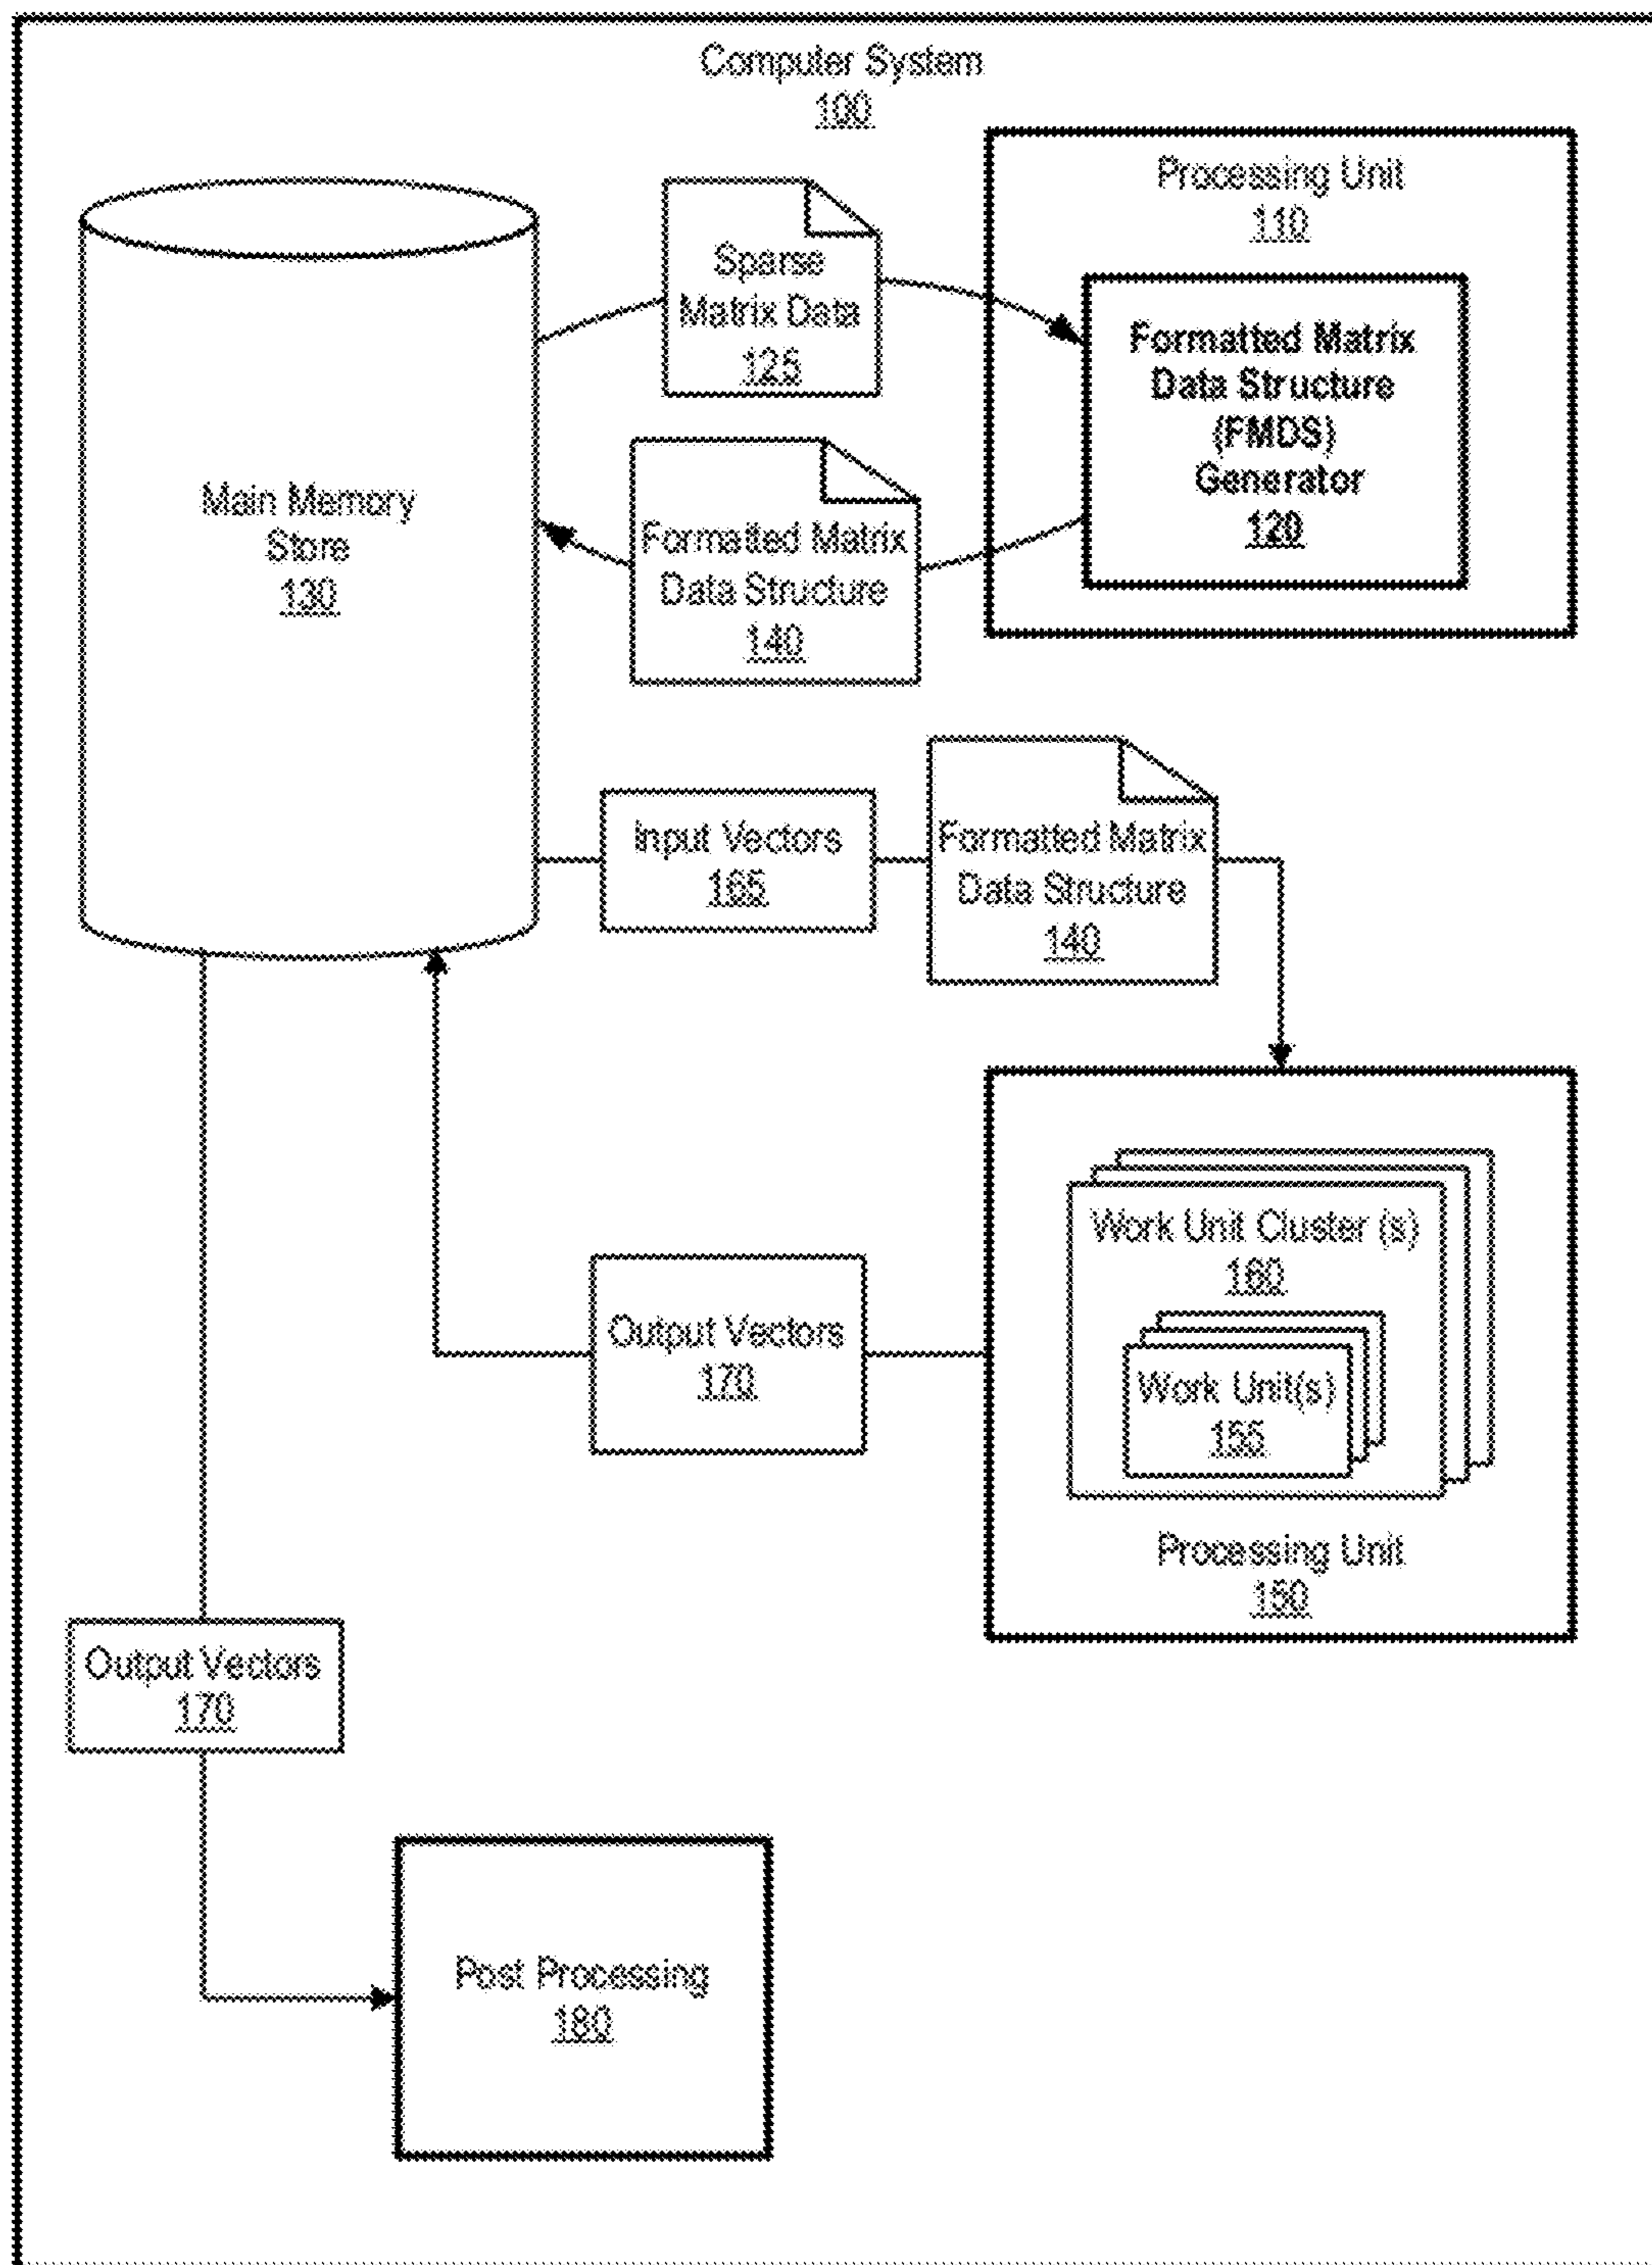 Computer System
100
Processing Unit
110
Sparse
Matrix Data
125
Formatted Matrix
Data Structure
(FMDS)
Generator
120
Main Memory
Store
130
Formatted Matrix
Data Structure
140
Input Vectors
165
Formatted Matrix
Data Structure
140
Work Unit Cluster (s)
160
Output Vectors
170
Work Unit(s)
155
Processing Unit
150
Output Vectors
170
Post Processing
180